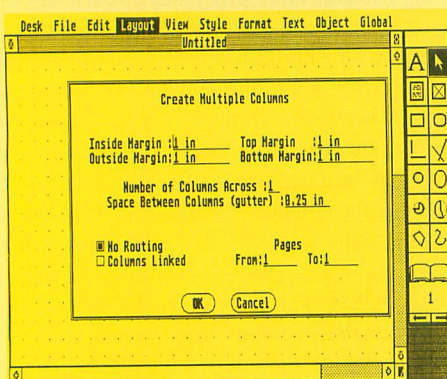 Desk File Edit Layout View Style Format Text Object Global
Untitled
A
Create Multiple Columns
Inside Margin :1 in Top Margin :1 in
Outside Margin:1 in Bottom Margin:1 in
Number of Columns Across :1
Space Between Columns (gutter) :0.25 in
No Routing Pages
Columns Linked From:1 To:1
OK Cancel
1